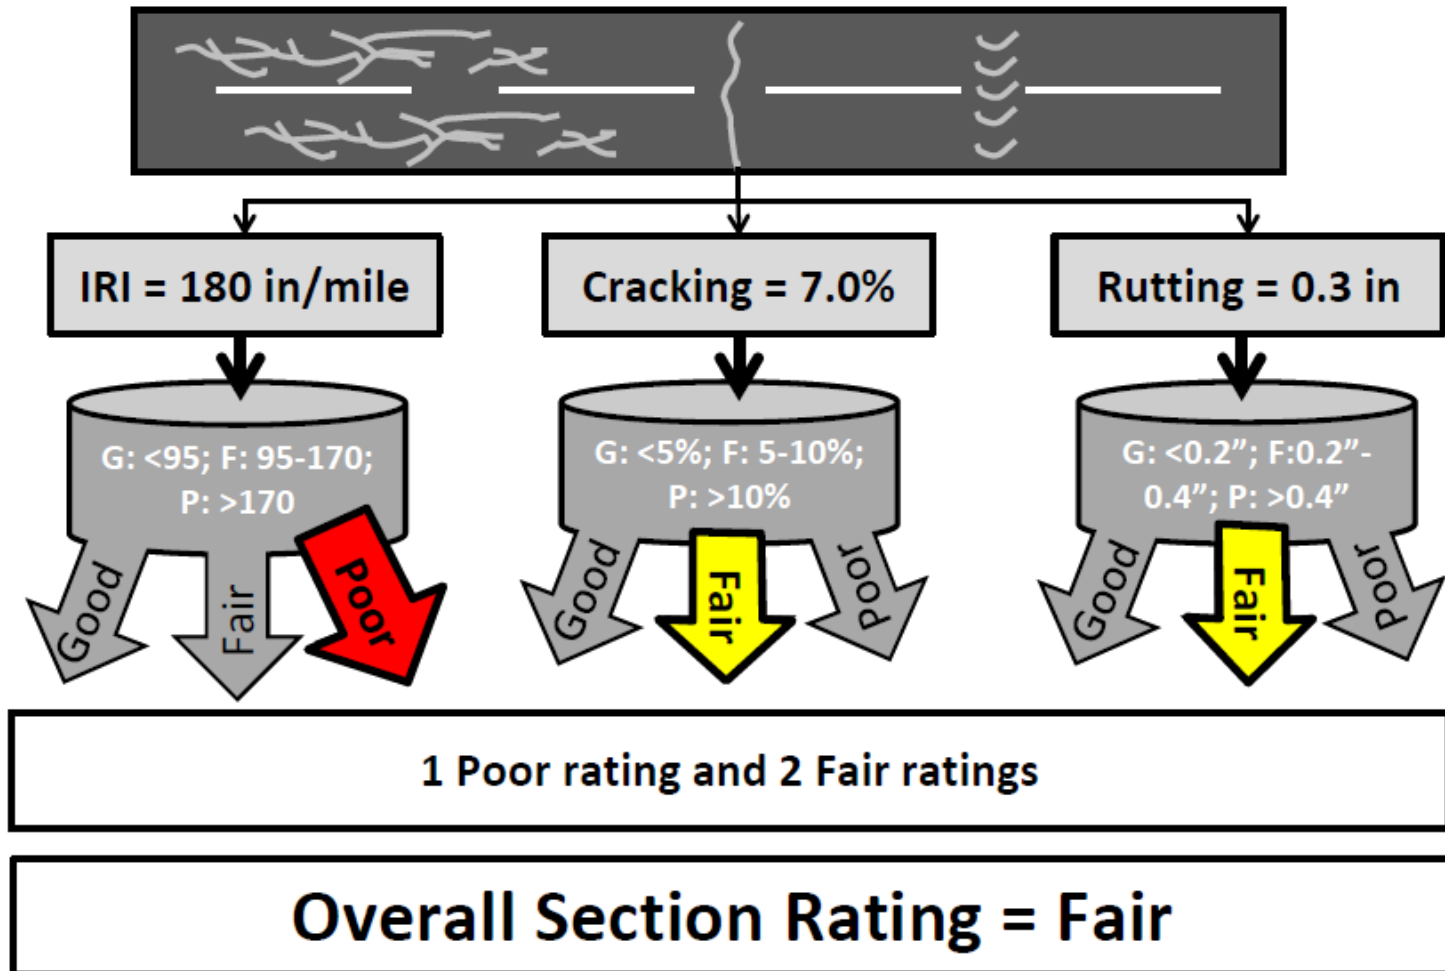 IRI = 180 in/mile
Cracking = 7.0%
Rutting = 0.3 in
G: <95; F: 95-170;
P: >170
G: <5%; F: 5-10%;
P: >10%
G: <0.2”; F:0.2”-
0.4”; P: >0.4”
Good
Fair
Poor
Good
Fair
Poor
Good
Fair
Poor
1 Poor rating and 2 Fair ratings
Overall Section Rating = Fair